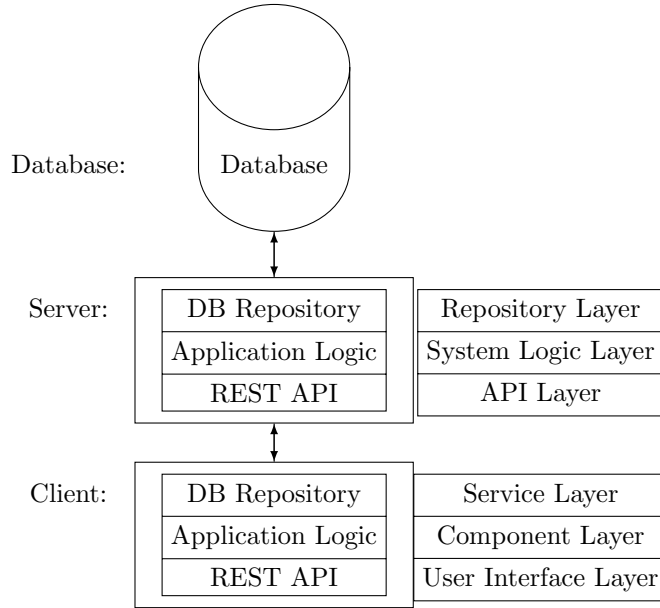 Database:
Database
Server:
DB Repository
Repository Layer
Application Logic
System Logic Layer
REST API
API Layer
Client:
DB Repository
Service Layer
Application Logic
Component Layer
REST API
User Interface Layer